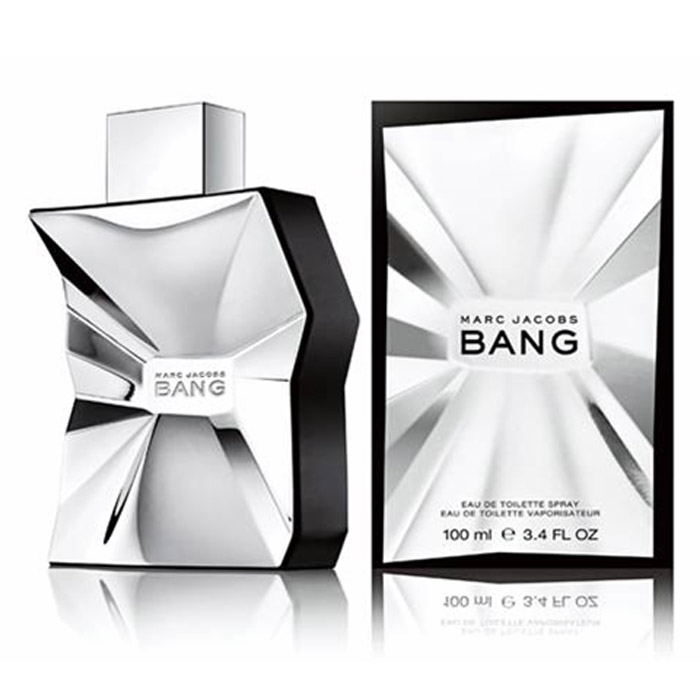 MARC JACOBS
BANG
MARC JACOBS
BANG
EAU DE TOILETTE SPRAY
EAU DE TOILETTE VAPORISATEUR
100 ml e 3.4 FL OZ